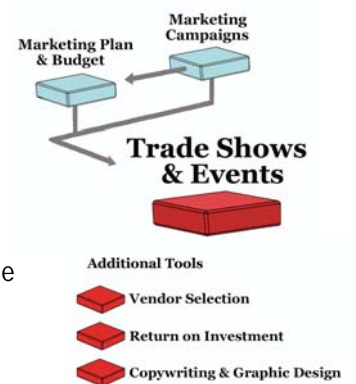 Marketing
Campaigns
Marketing Plan
& Budget
Trade Shows
& Events
e
Additional Tools
Vendor Selection
Return on Investment
Copywriting & Graphic Design